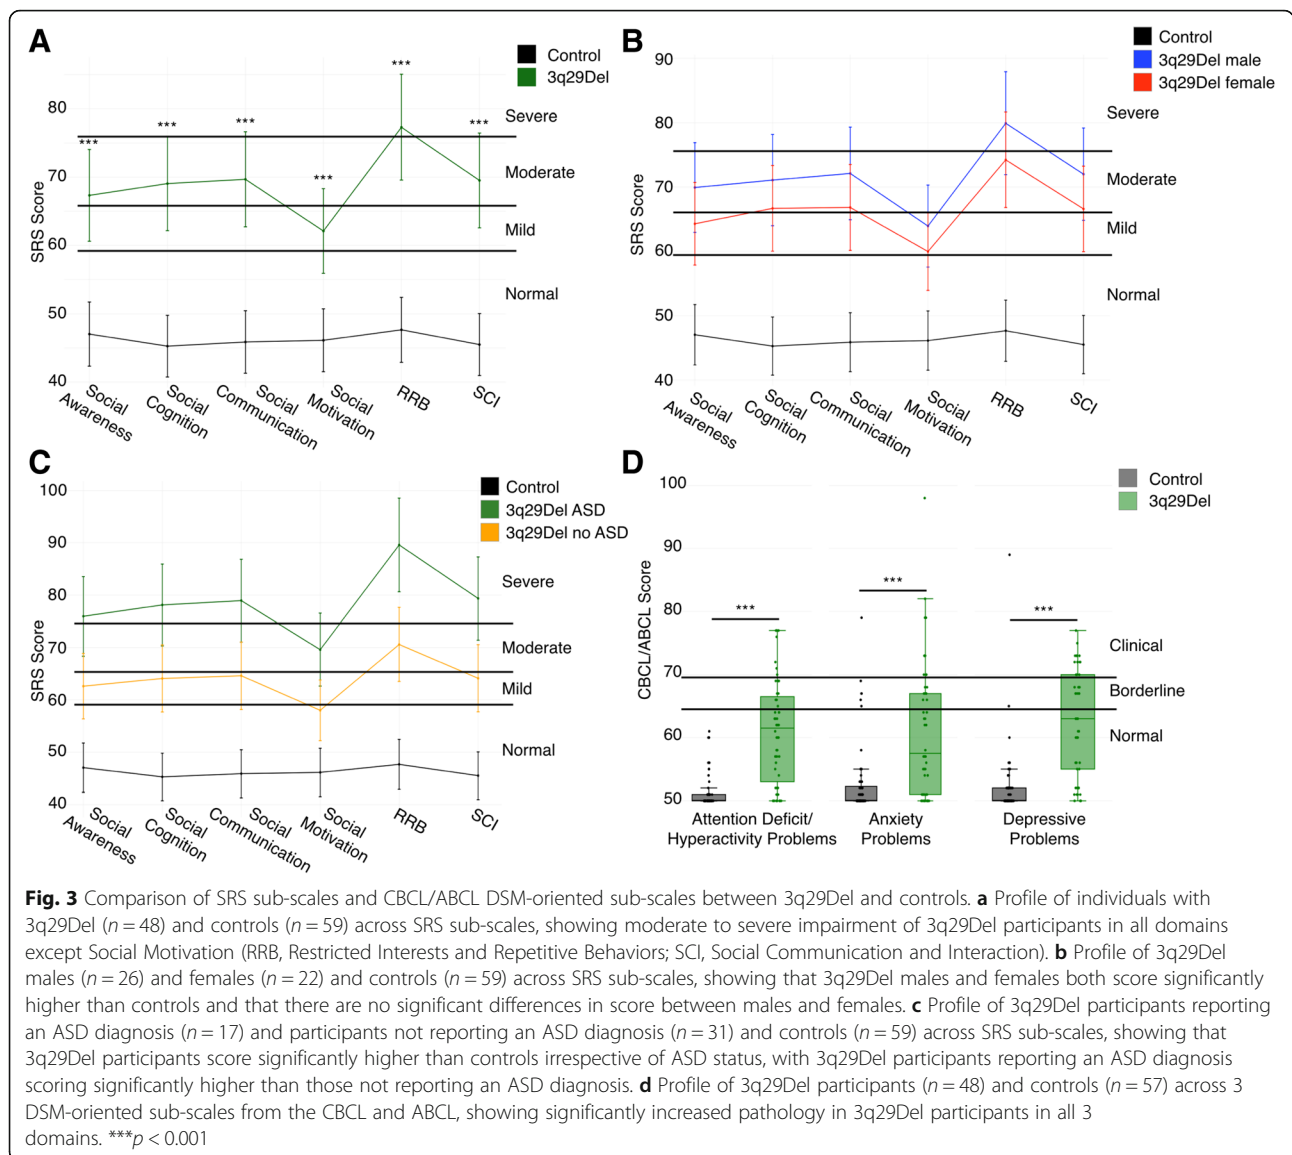 A
Control
3q29Del
***
***
***
***
***
***
Severe
Moderate
Mild
Normal
SRS Score
80
70
60
50
40
Social
Awareness
Social
Cognition
Social
Communication
Social
Motivation
RRB
SCI
B
Control
3q29Del male
3q29Del female
Severe
Moderate
Mild
Normal
SRS Score
90
80
70
60
50
40
Social
Awareness
Social
Cognition
Social
Communication
Social
Motivation
RRB
SCI
C
Control
3q29Del ASD
3q29Del no ASD
Severe
Moderate
Mild
Normal
SRS Score
100
90
80
70
60
50
40
Social
Awareness
Social
Cognition
Social
Communication
Social
Motivation
RRB
SCI
D
Control
3q29Del
***
***
***
Clinical
Borderline
Normal
CBCL/ABCL Score
100
90
80
70
60
50
Attention Deficit/
Hyperactivity Problems
Anxiety
Problems
Depressive
Problems
Fig. 3 Comparison of SRS sub-scales and CBCL/ABCL DSM-oriented sub-scales between 3q29Del and controls. a Profile of individuals with
3q29Del (n = 48) and controls (n = 59) across SRS sub-scales, showing moderate to severe impairment of 3q29Del participants in all domains
except Social Motivation (RRB, Restricted Interests and Repetitive Behaviors; SCI, Social Communication and Interaction). b Profile of 3q29Del
males (n = 26) and females (n = 22) and controls (n = 59) across SRS sub-scales, showing that 3q29Del males and females both score significantly
higher than controls and that there are no significant differences in score between males and females. c Profile of 3q29Del participants reporting
an ASD diagnosis (n = 17) and participants not reporting an ASD diagnosis (n = 31) and controls (n = 59) across SRS sub-scales, showing that
3q29Del participants score significantly higher than controls irrespective of ASD status, with 3q29Del participants reporting an ASD diagnosis
scoring significantly higher than those not reporting an ASD diagnosis. d Profile of 3q29Del participants (n = 48) and controls (n = 57) across 3
DSM-oriented sub-scales from the CBCL and ABCL, showing significantly increased pathology in 3q29Del participants in all 3
domains. ***p < 0.001